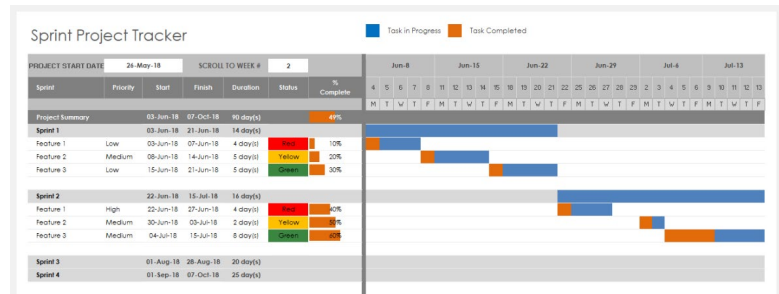 Sprint Project Tracker
Task in Progress Task Completed
PROJECT START DATE 26-May-18 SCROLL TO WEEK # 2 Jun-8 Jun-15 Jun-22 Jun-29 Jul-6 Jul-13
Sprint Priority Start Finish Duration Status % Complete 4 5 6 7 8 11 12 13 14 15 18 19 20 21 22 25 26 27 28 29 2 3 4 5 6 9 10 11 12 13
M T W T F M T W T F M T W T F M T W T F M T W T F M T W T F
Project Summary 03-Jun-18 07-Oct-18 90 day(s) 49%
Sprint 1 03-Jun-18 21-Jun-18 14 day(s)
Feature 1 Low 03-Jun-18 07-Jun-18 4 day(s) Red 10%
Feature 2 Medium 08-Jun-18 14-Jun-18 5 day(s) Yellow 20%
Feature 3 Low 15-Jun-18 21-Jun-18 5 day(s) Green 30%
Sprint 2 22-Jun-18 15-Jul-18 16 day(s)
Feature 1 High 22-Jun-18 27-Jun-18 4 day(s) Red 40%
Feature 2 Medium 30-Jun-18 03-Jul-18 2 day(s) Yellow 50%
Feature 3 Medium 04-Jul-18 15-Jul-18 8 day(s) Green 60%
Sprint 3 01-Aug-18 28-Aug-18 20 day(s)
Sprint 4 01-Sep-18 07-Oct-18 25 day(s)